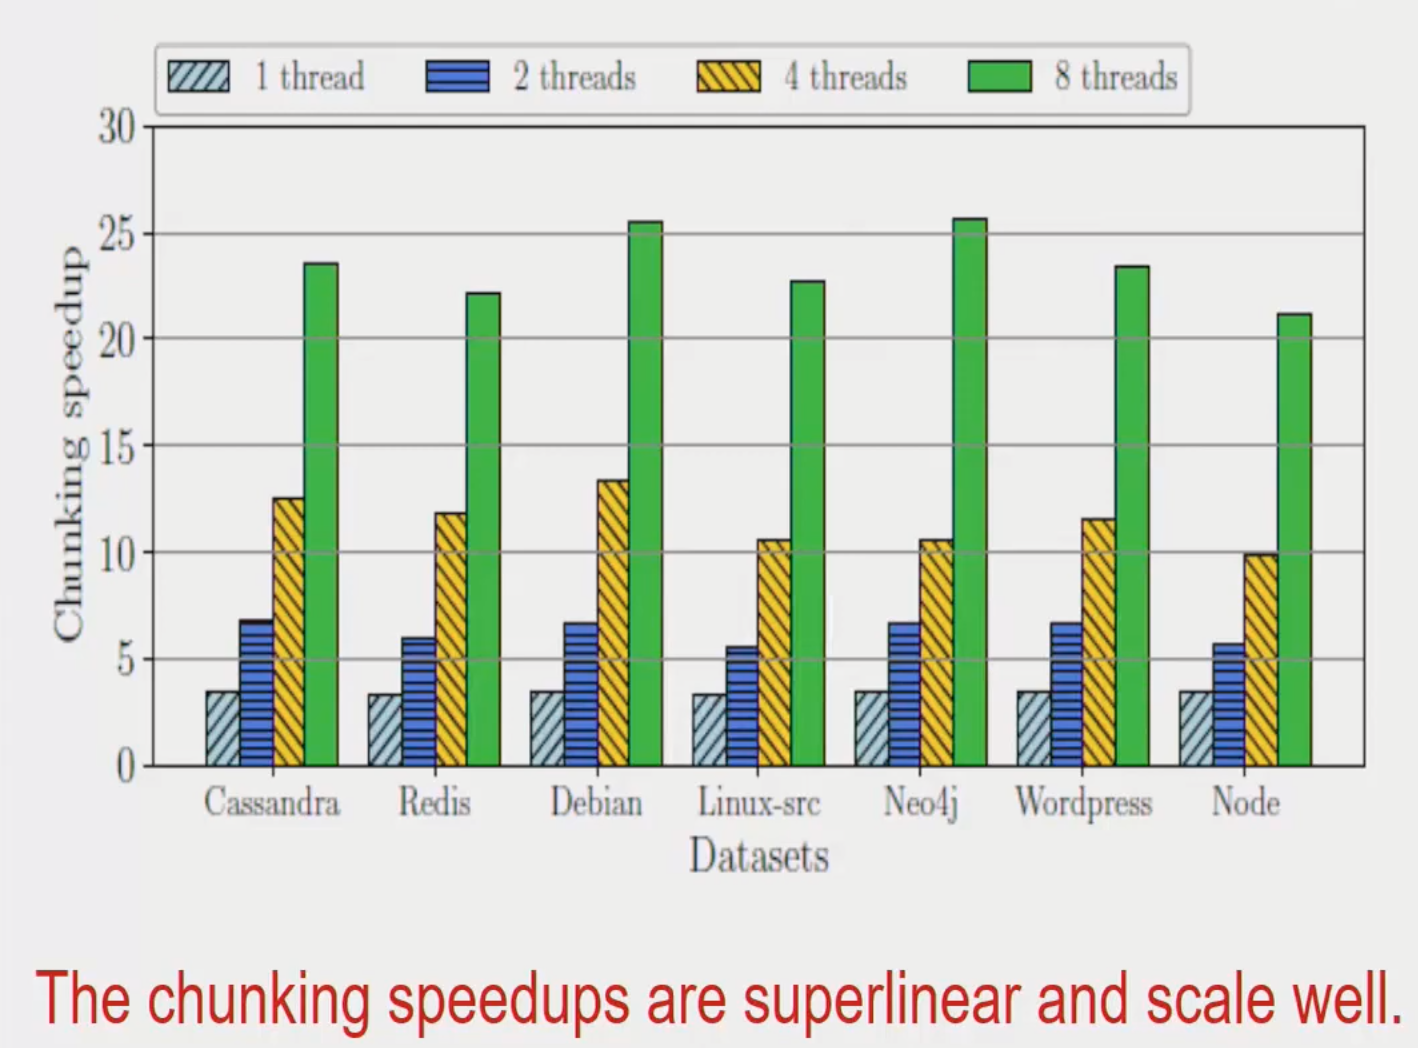 1 thread 2 threads 4 threads 8 threads
30
25
20
15
10
5
0
Chunking speedup
Cassandra Redis Debian Linux-src Neo4j Wordpress Node
Datasets
The chunking speedups are superlinear and scale well.